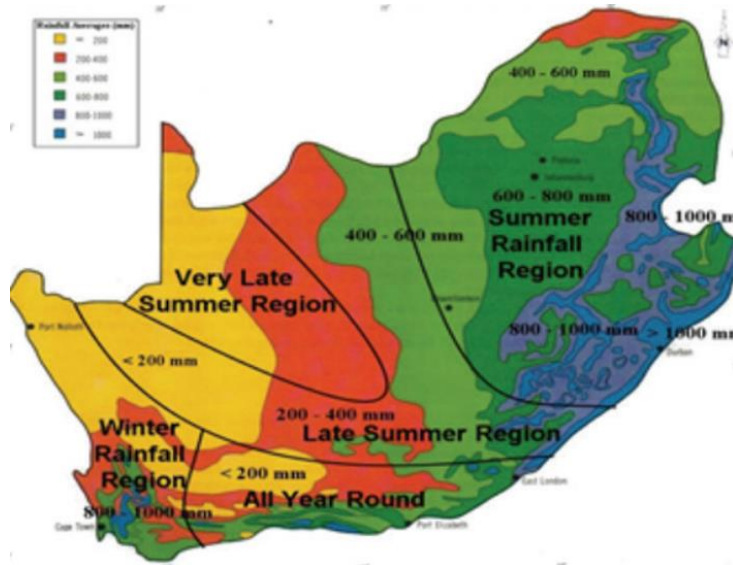 Rainfall Averages (mm)
<= 200
200-400
400-600
600-800
800-1000
>= 1000
N
400 - 600 mm
Pretoria
Johannesburg
600 - 800 mm
Summer
Rainfall
Region
800 - 1000 m
400 - 600 mm
Very Late
Summer Region
Port Nolloth
800 - 1000 mm
> 1000 mm
Durban
< 200 mm
200 - 400 mm
Late Summer Region
Winter
Rainfall
Region
< 200 mm
All Year Round
East London
800 - 1000 mm
Cape Town
Port Elizabeth